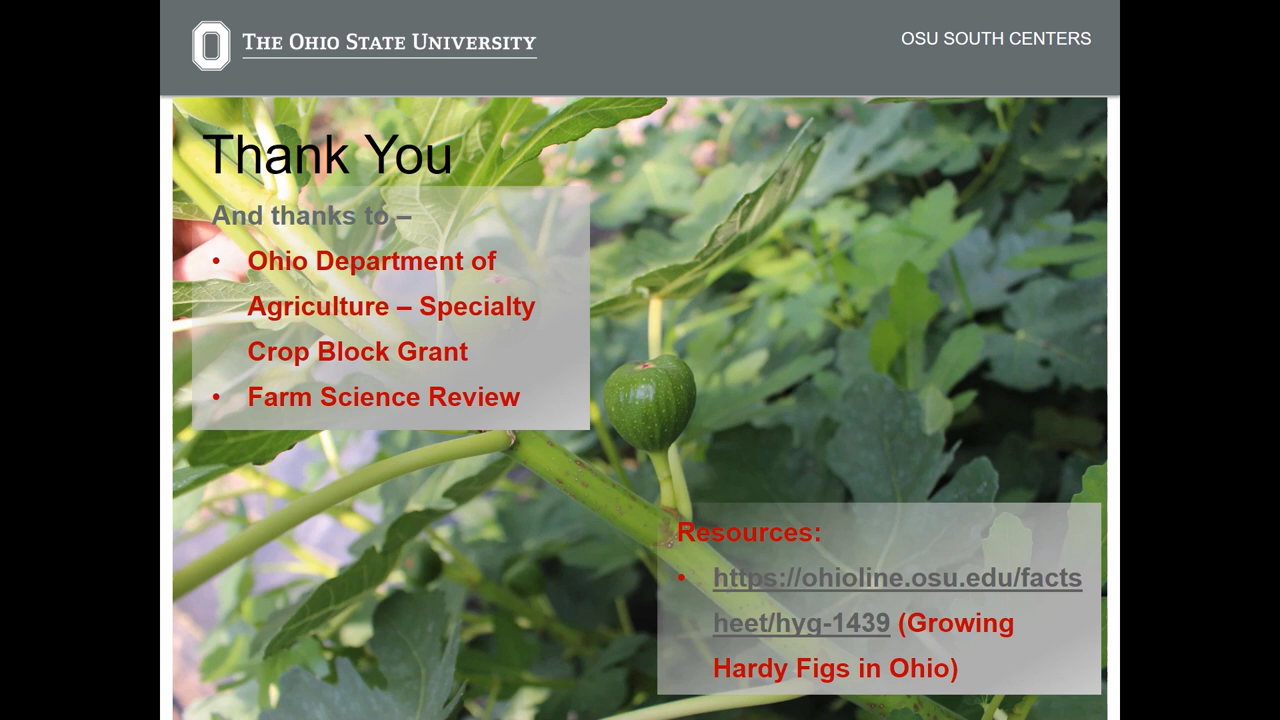 THE OHIO STATE UNIVERSITY
OSU SOUTH CENTERS
Thank You
And thanks to –
• Ohio Department of
Agriculture – Specialty
Crop Block Grant
• Farm Science Review
Resources:
• https://ohioline.osu.edu/facts
heet/hyg-1439 (Growing
Hardy Figs in Ohio)